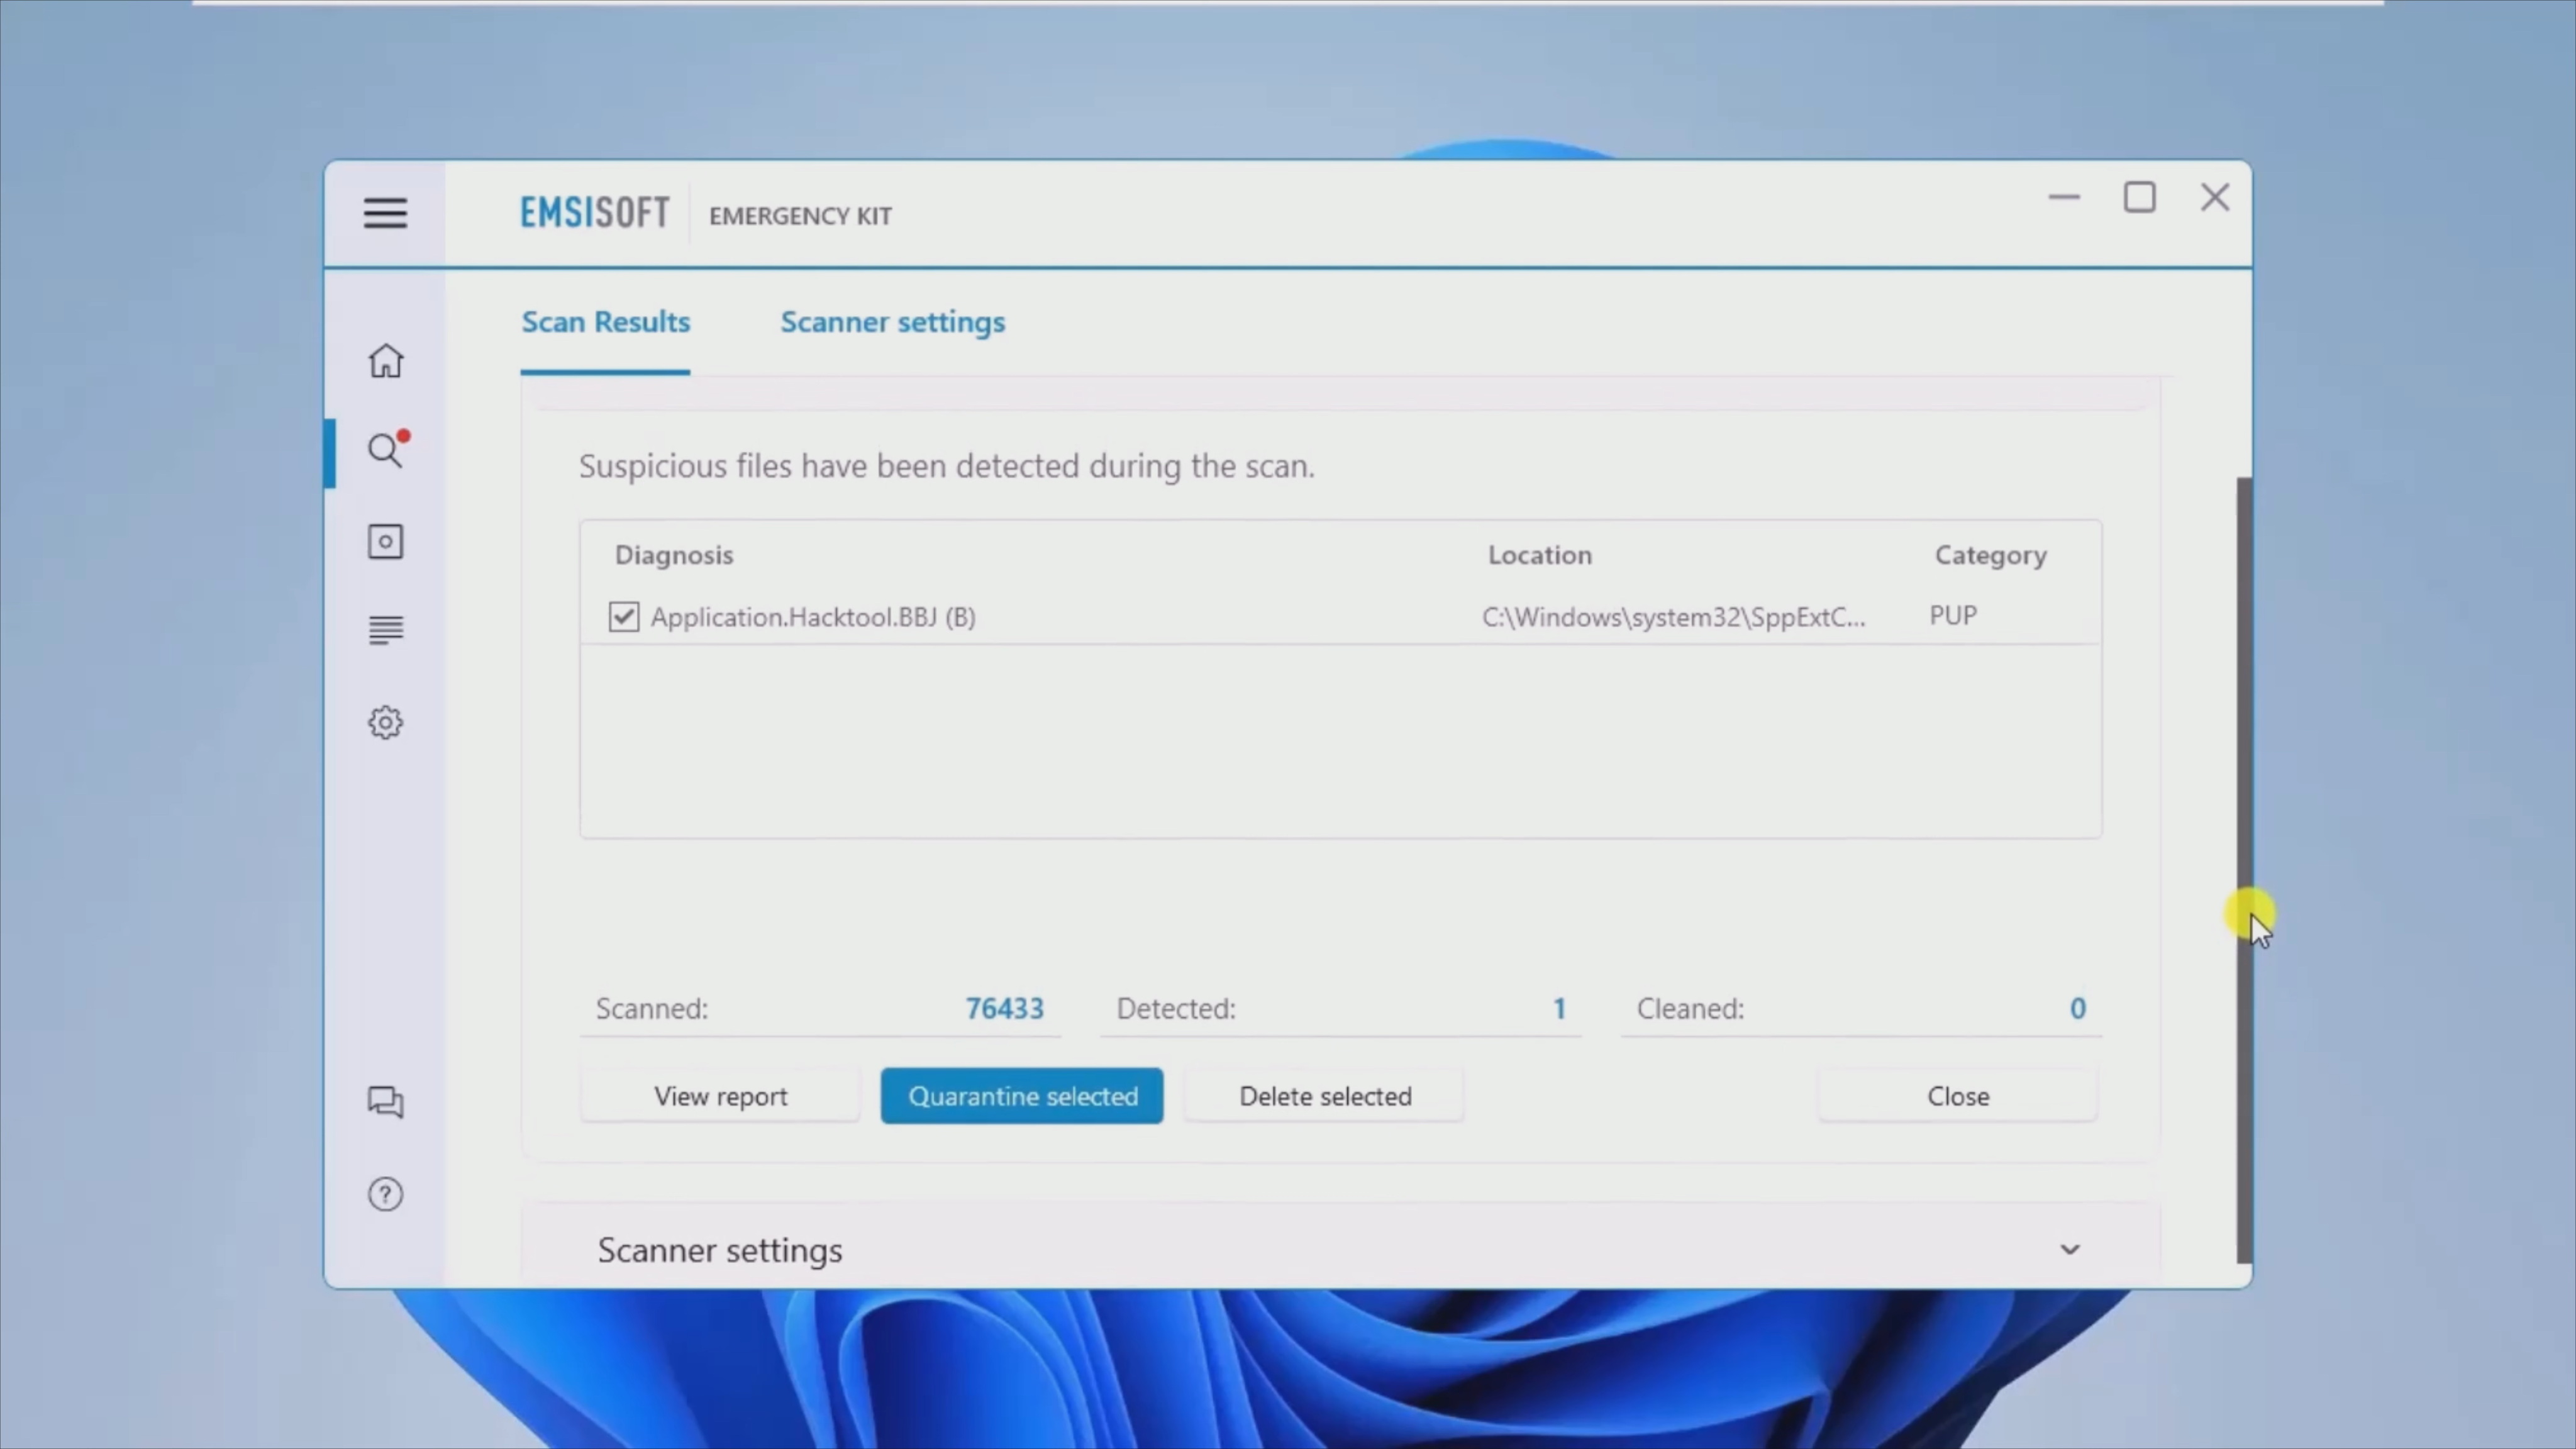 EMSISOFT EMERGENCY KIT
Scan Results Scanner settings
Suspicious files have been detected during the scan.
Diagnosis Location Category
Application.Hacktool.BBJ (B) C:\Windows\system32\SppExtC... PUP
Scanned: 76433 Detected: 1 Cleaned: 0
View report Quarantine selected Delete selected Close
Scanner settings